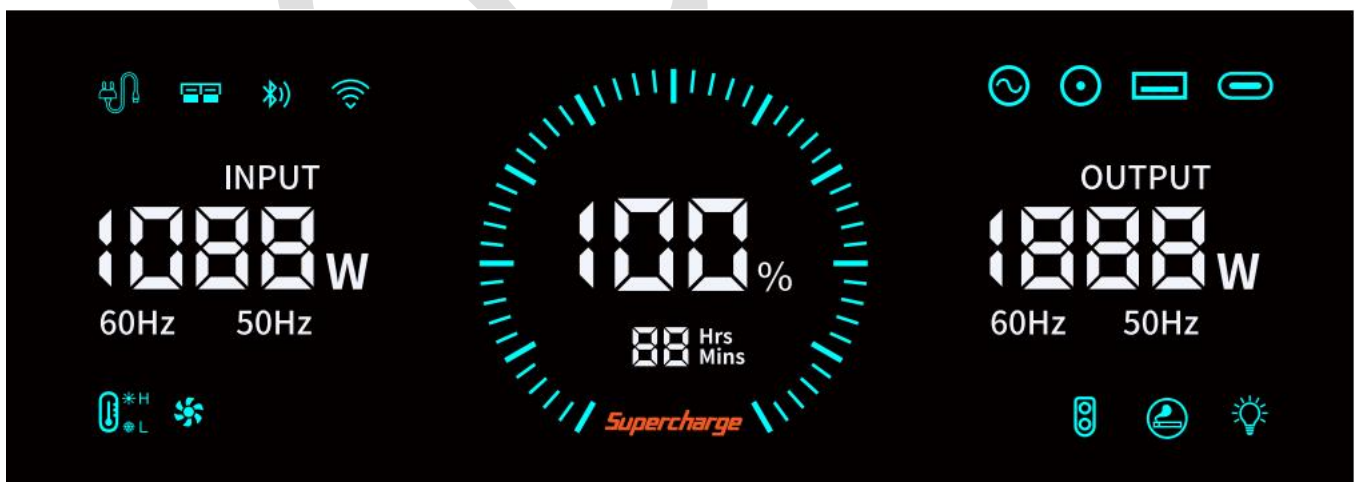 INPUT
1088W
60Hz 50Hz
H
L
100%
88 Hrs
Mins
Supercharge
OUTPUT
1888W
60Hz 50Hz